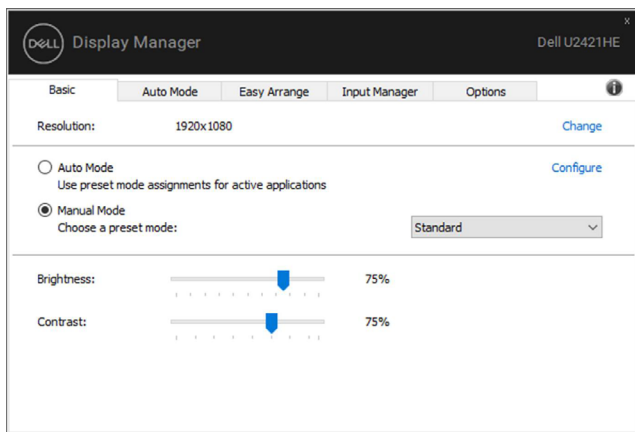 x
DELL Display Manager Dell U2421HE
Basic Auto Mode Easy Arrange Input Manager Options i
Resolution: 1920x1080 Change
Auto Mode Configure
Use preset mode assignments for active applications
Manual Mode
Choose a preset mode: Standard
Brightness: 75%
Contrast: 75%